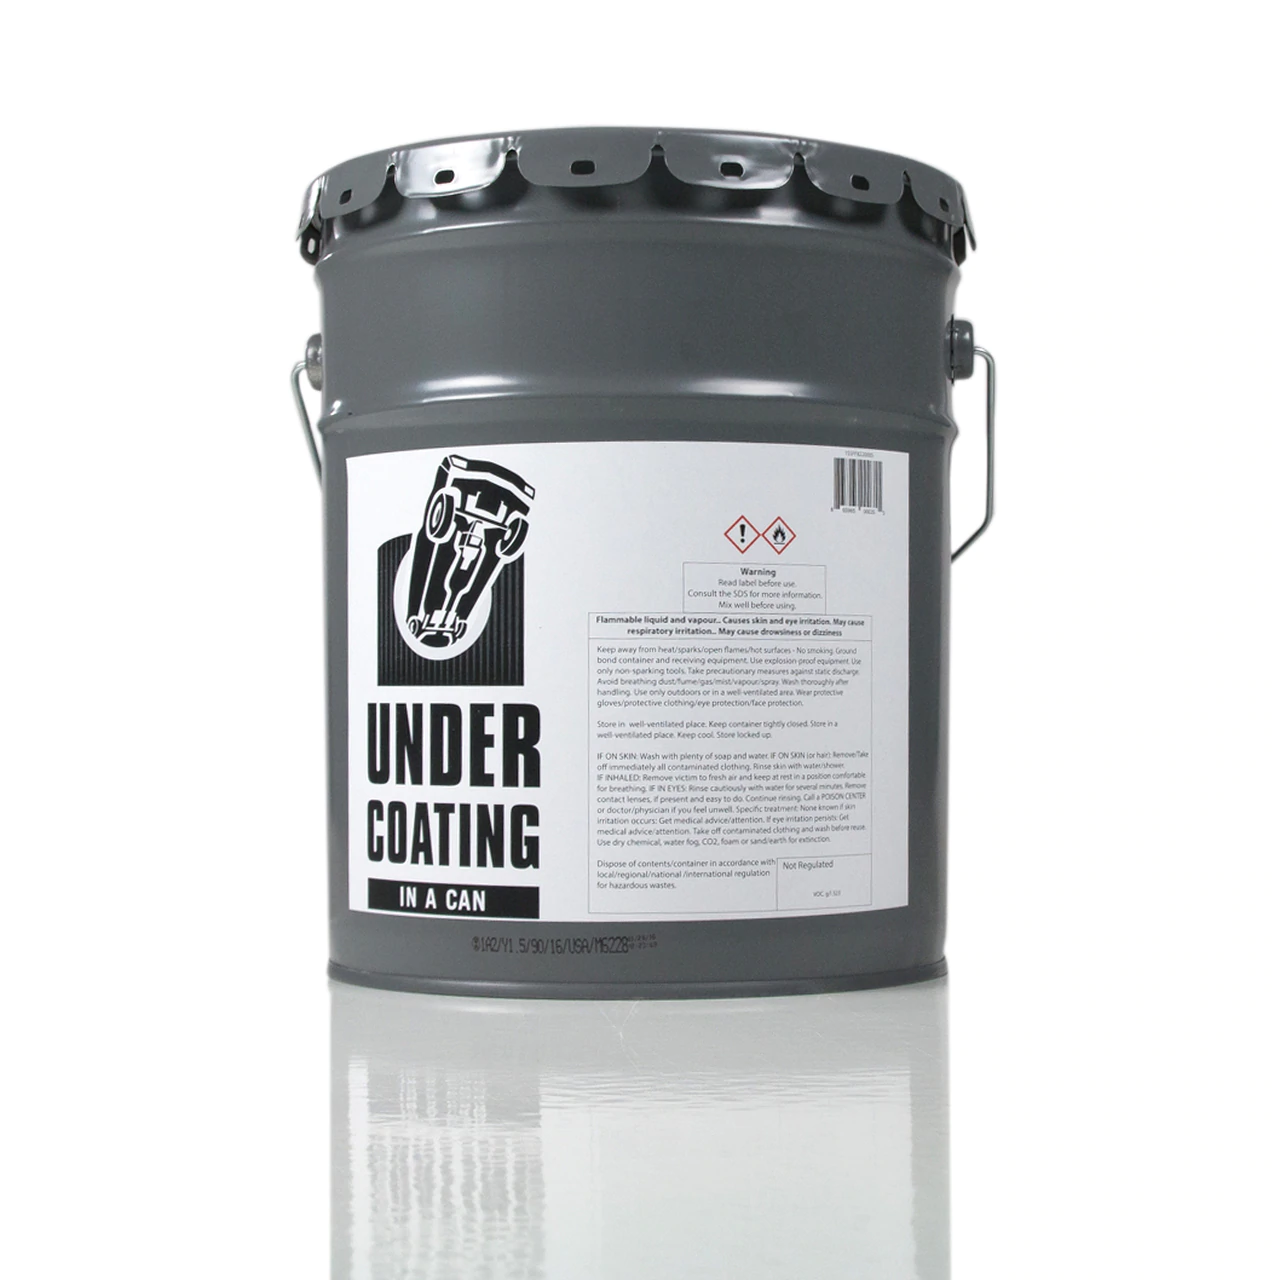 UNDER
COATING
IN A CAN
Warning
Read label before use.
Consult the SDS for more information.
Mix well before using.
Flammable liquid and vapour.. Causes skin and eye irritation. May cause
respiratory irritation.. May cause drowsiness or dizziness
Keep away from heat/sparks/open flames/hot surfaces - No smoking. Ground
bond container and receiving equipment. Use explosion proof equipment. Use
only non-sparking tools. Take precautionary measures against static discharge.
Avoid breathing dust/fume/gas/mist/vapour/spray. Wash thoroughly after
handling. Use only outdoors or in a well-ventilated area. Wear protective
gloves/protective clothing/eye protection/face protection.
Store in well-ventilated place. Keep container tightly closed. Store in a
well-ventilated place. Keep cool. Store locked up.
IF ON SKIN: Wash with plenty of soap and water. IF ON SKIN (or hair): Remove/Take
off immediately all contaminated clothing. Rinse skin with water/shower.
IF INHALED: Remove victim to fresh air and keep at rest in a position comfortable
for breathing. IF IN EYES: Rinse cautiously with water for several minutes. Remove
contact lenses, if present and easy to do. Continue rinsing. Call a POISON CENTER
or doctor/physician if you feel unwell. Specific treatment: None known if skin
irritation occurs: Get medical advice/attention. If eye irritation persists: Get
medical advice/attention. Take off contaminated clothing and wash before reuse.
Use dry chemical, water fog, CO2, foam or sand/earth for extinction.
Dispose of contents/container in accordance with
local/regional/national /international regulation
for hazardous wastes.
Not Regulated
VOC g/l
1A2/Y1.5/90/16/USA/M6228